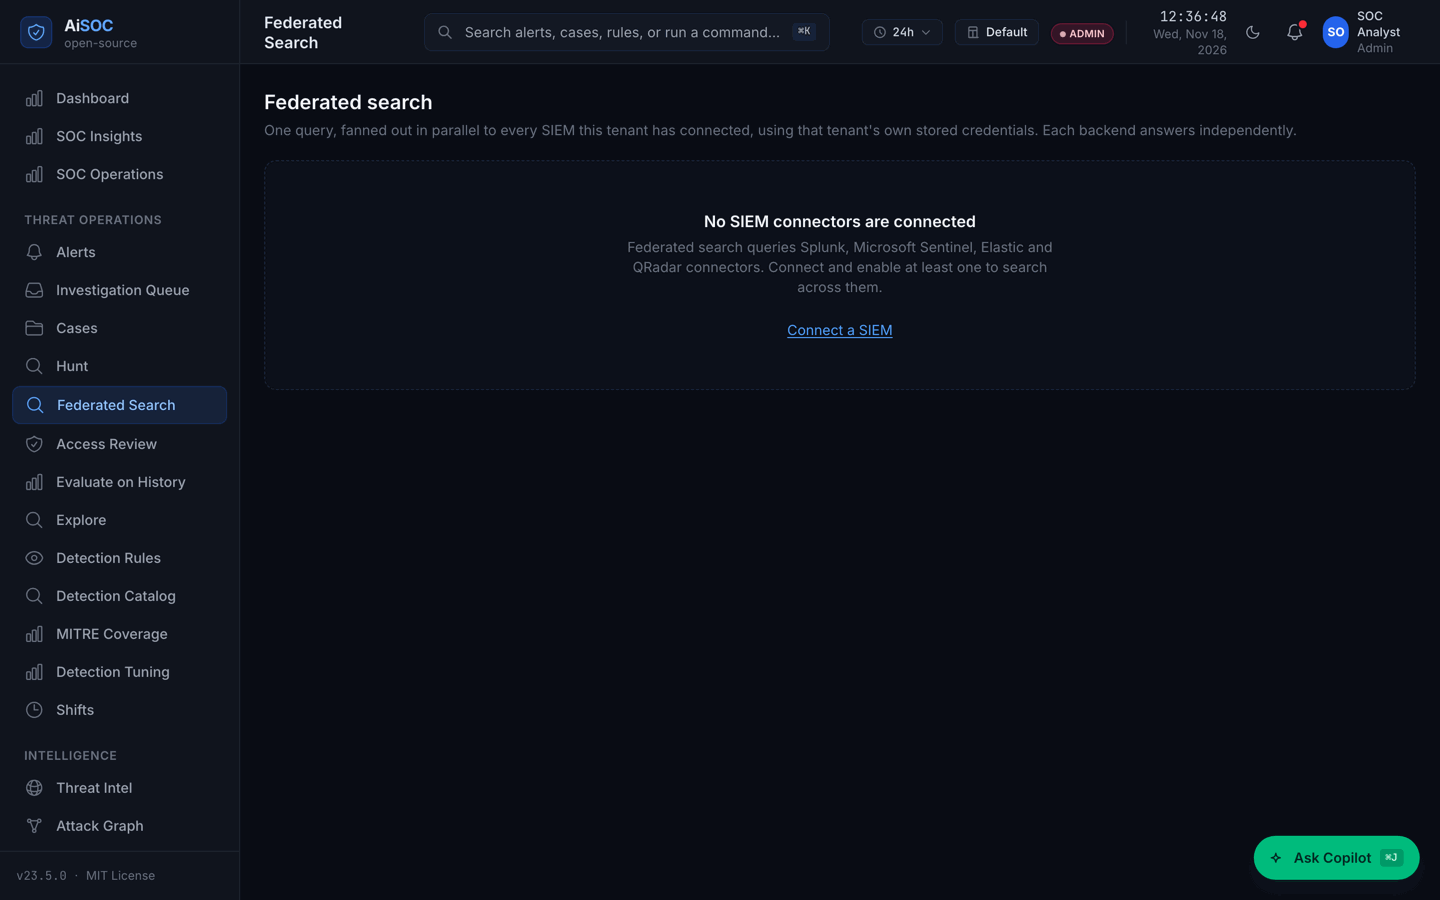 AiSOC
open-source
Dashboard
SOC Insights
SOC Operations
THREAT OPERATIONS
Alerts
Investigation Queue
Cases
Hunt
Federated Search
Access Review
Evaluate on History
Explore
Detection Rules
Detection Catalog
MITRE Coverage
Detection Tuning
Shifts
INTELLIGENCE
Threat Intel
Attack Graph
v23.5.0 · MIT License
Federated
Search
Search alerts, cases, rules, or run a command... ⌘K
24h
Default
ADMIN
12:36:48
Wed, Nov 18,
2026
SO
SOC
Analyst
Admin
Federated search
One query, fanned out in parallel to every SIEM this tenant has connected, using that tenant's own stored credentials. Each backend answers independently.
No SIEM connectors are connected
Federated search queries Splunk, Microsoft Sentinel, Elastic and
QRadar connectors. Connect and enable at least one to search
across them.
Connect a SIEM
Ask Copilot ⌘J